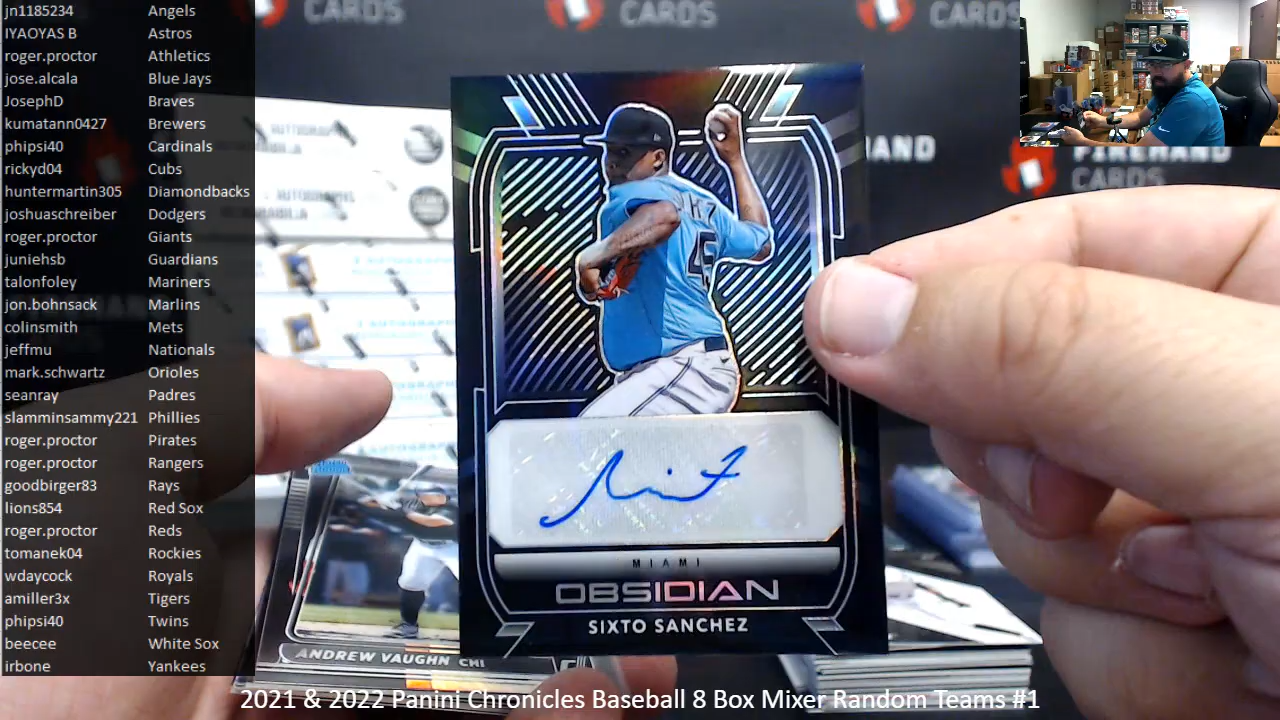 jn1185234 Angels
IYAOYAS B Astros
roger.proctor Athletics
jose.alcala Blue Jays
JosephD Braves
kumatann0427 Brewers
phipsi40 Cardinals
rickyd04 Cubs
huntermartin305 Diamondbacks
joshuaschreiber Dodgers
roger.proctor Giants
juniehsb Guardians
talonfoley Mariners
jon.bohnsack Marlins
colinsmith Mets
jeffmu Nationals
mark.schwartz Orioles
seanray Padres
slamminsammy221 Phillies
roger.proctor Pirates
roger.proctor Rangers
goodbirger83 Rays
lions854 Red Sox
roger.proctor Reds
tomanek04 Rockies
wdaycock Royals
amiller3x Tigers
phipsi40 Twins
beecee White Sox
irbone Yankees
CARDS
CARDS
CARDS
FIREHAND
CARDS
45
MIAMI
OBSIDIAN
SIXTO SANCHEZ
ANDREW VAUGHN CHI
2021 & 2022 Panini Chronicles Baseball 8 Box Mixer Random Teams #1